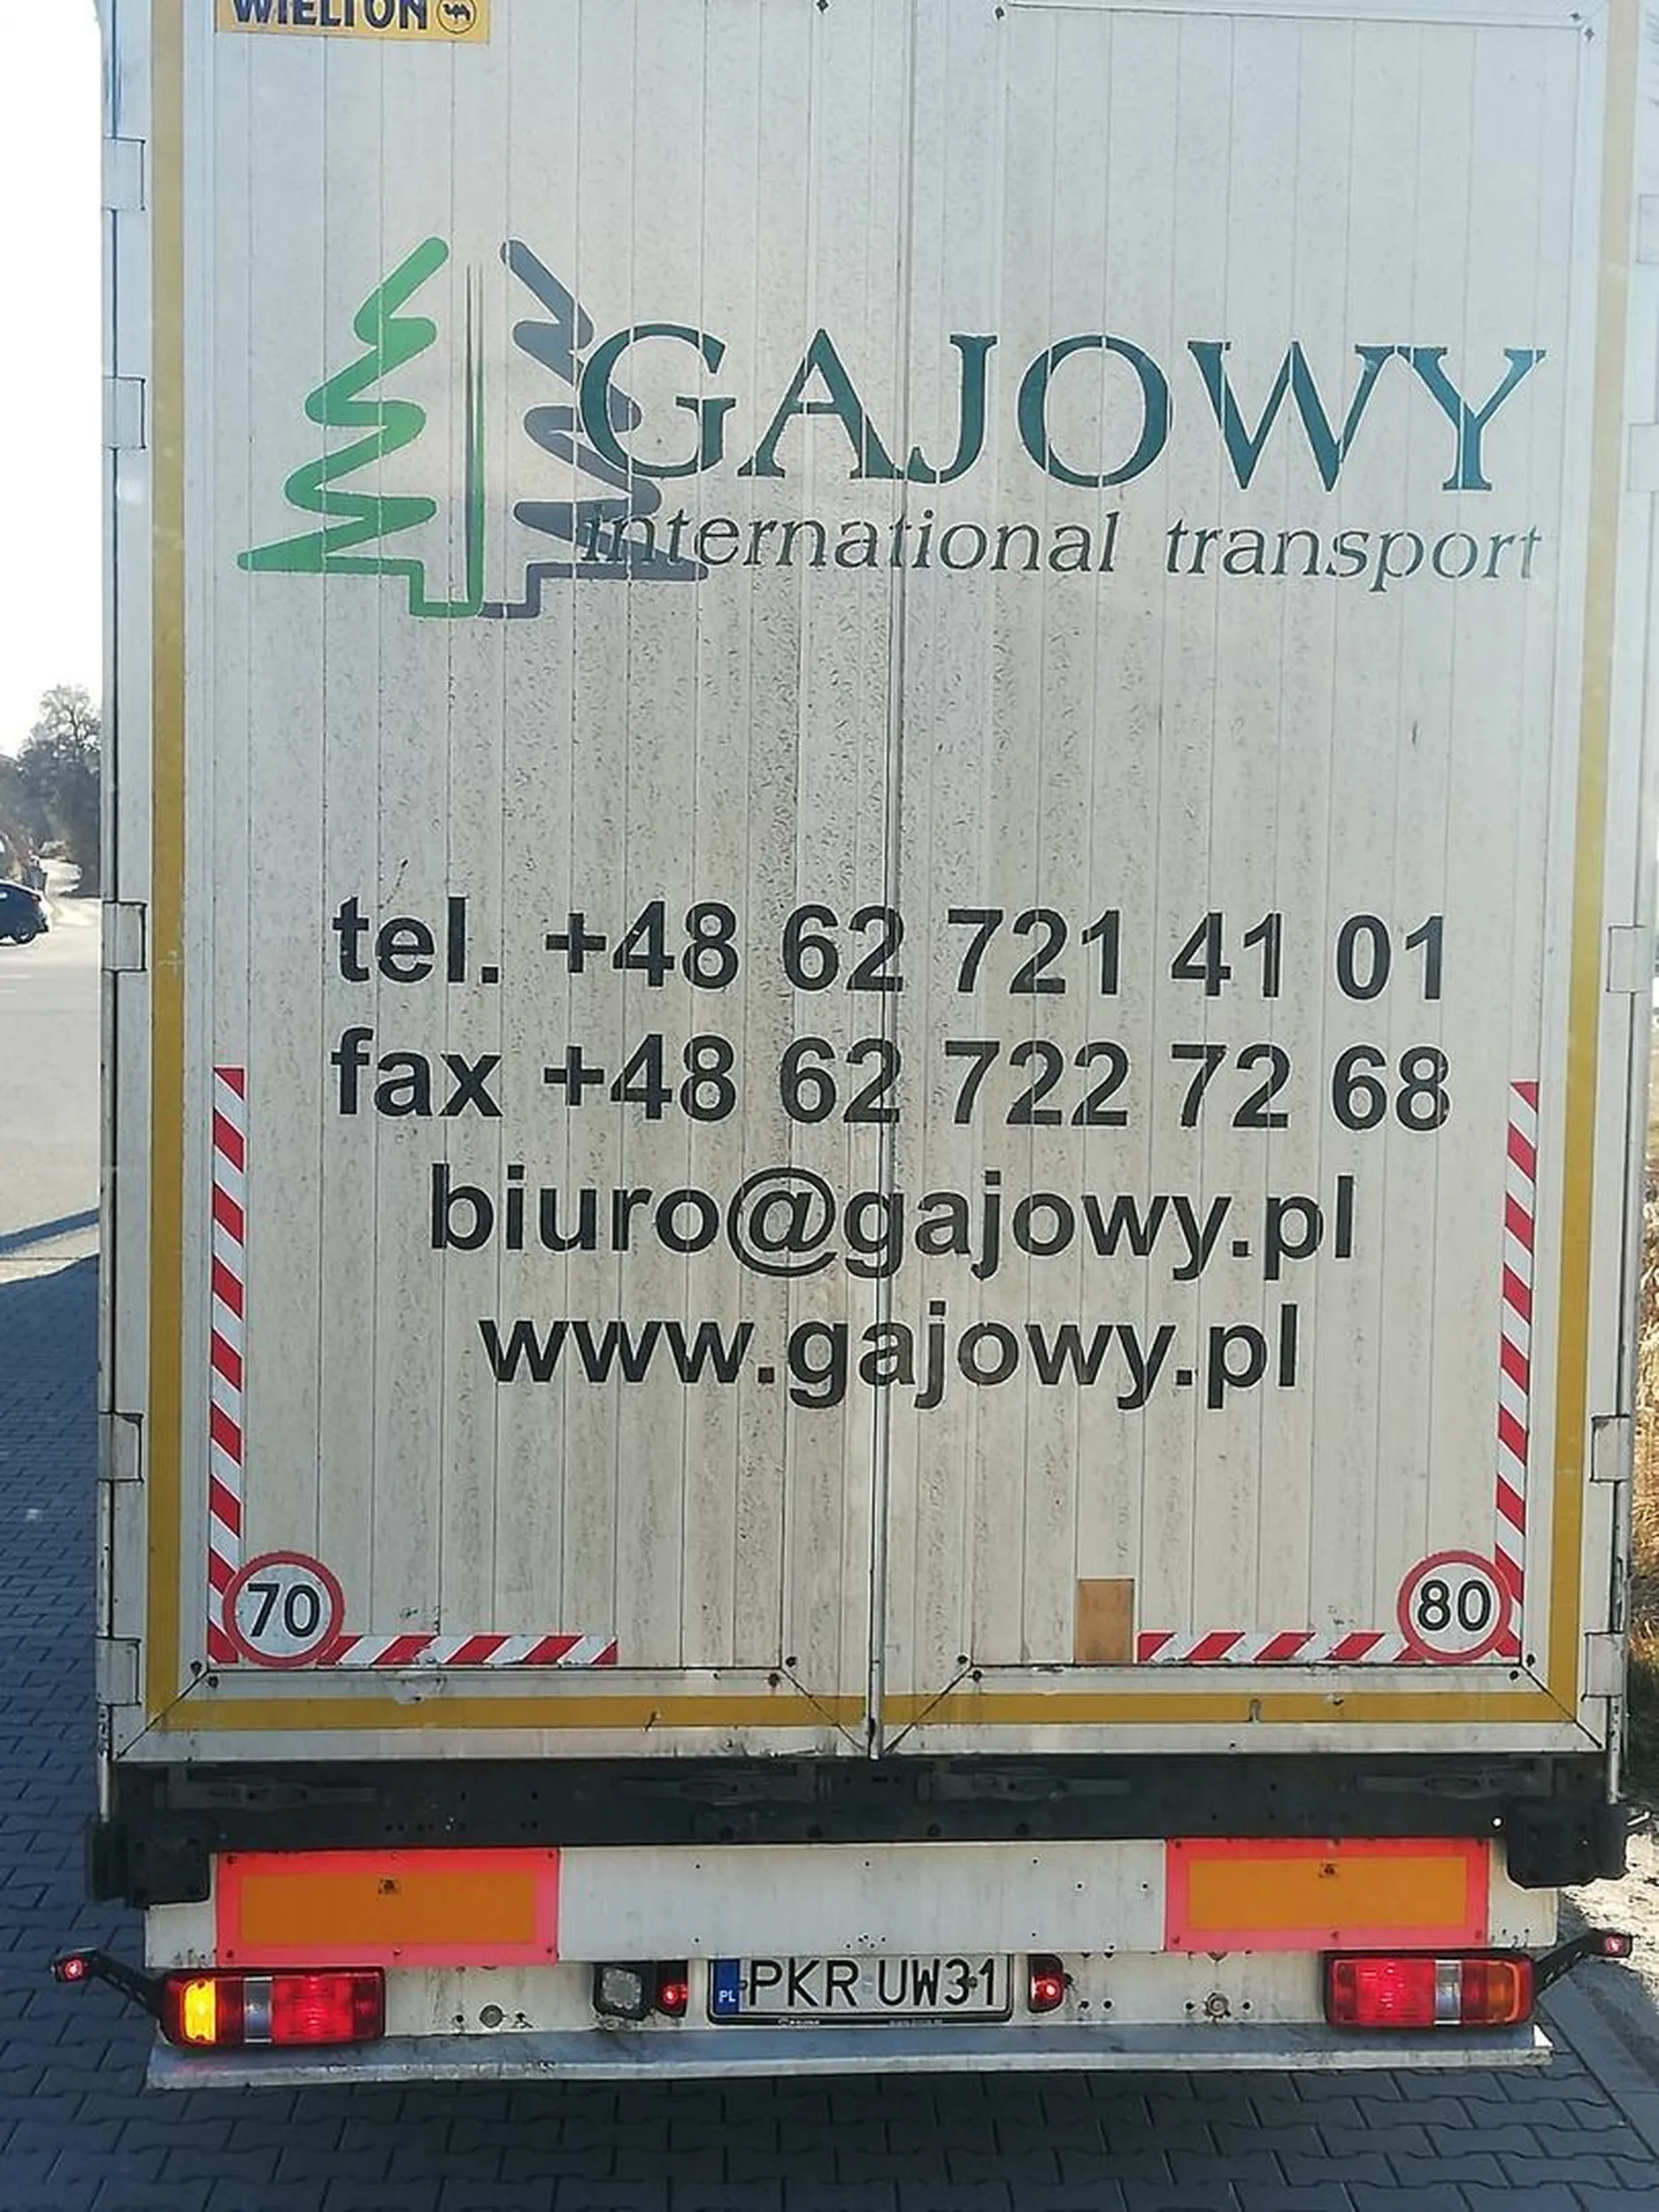 WIELTON
GAJOWY
international transport
tel. +48 62 721 41 01
fax +48 62 722 72 68
biuro@gajowy.pl
www.gajowy.pl
70
80
PL PKR UW31